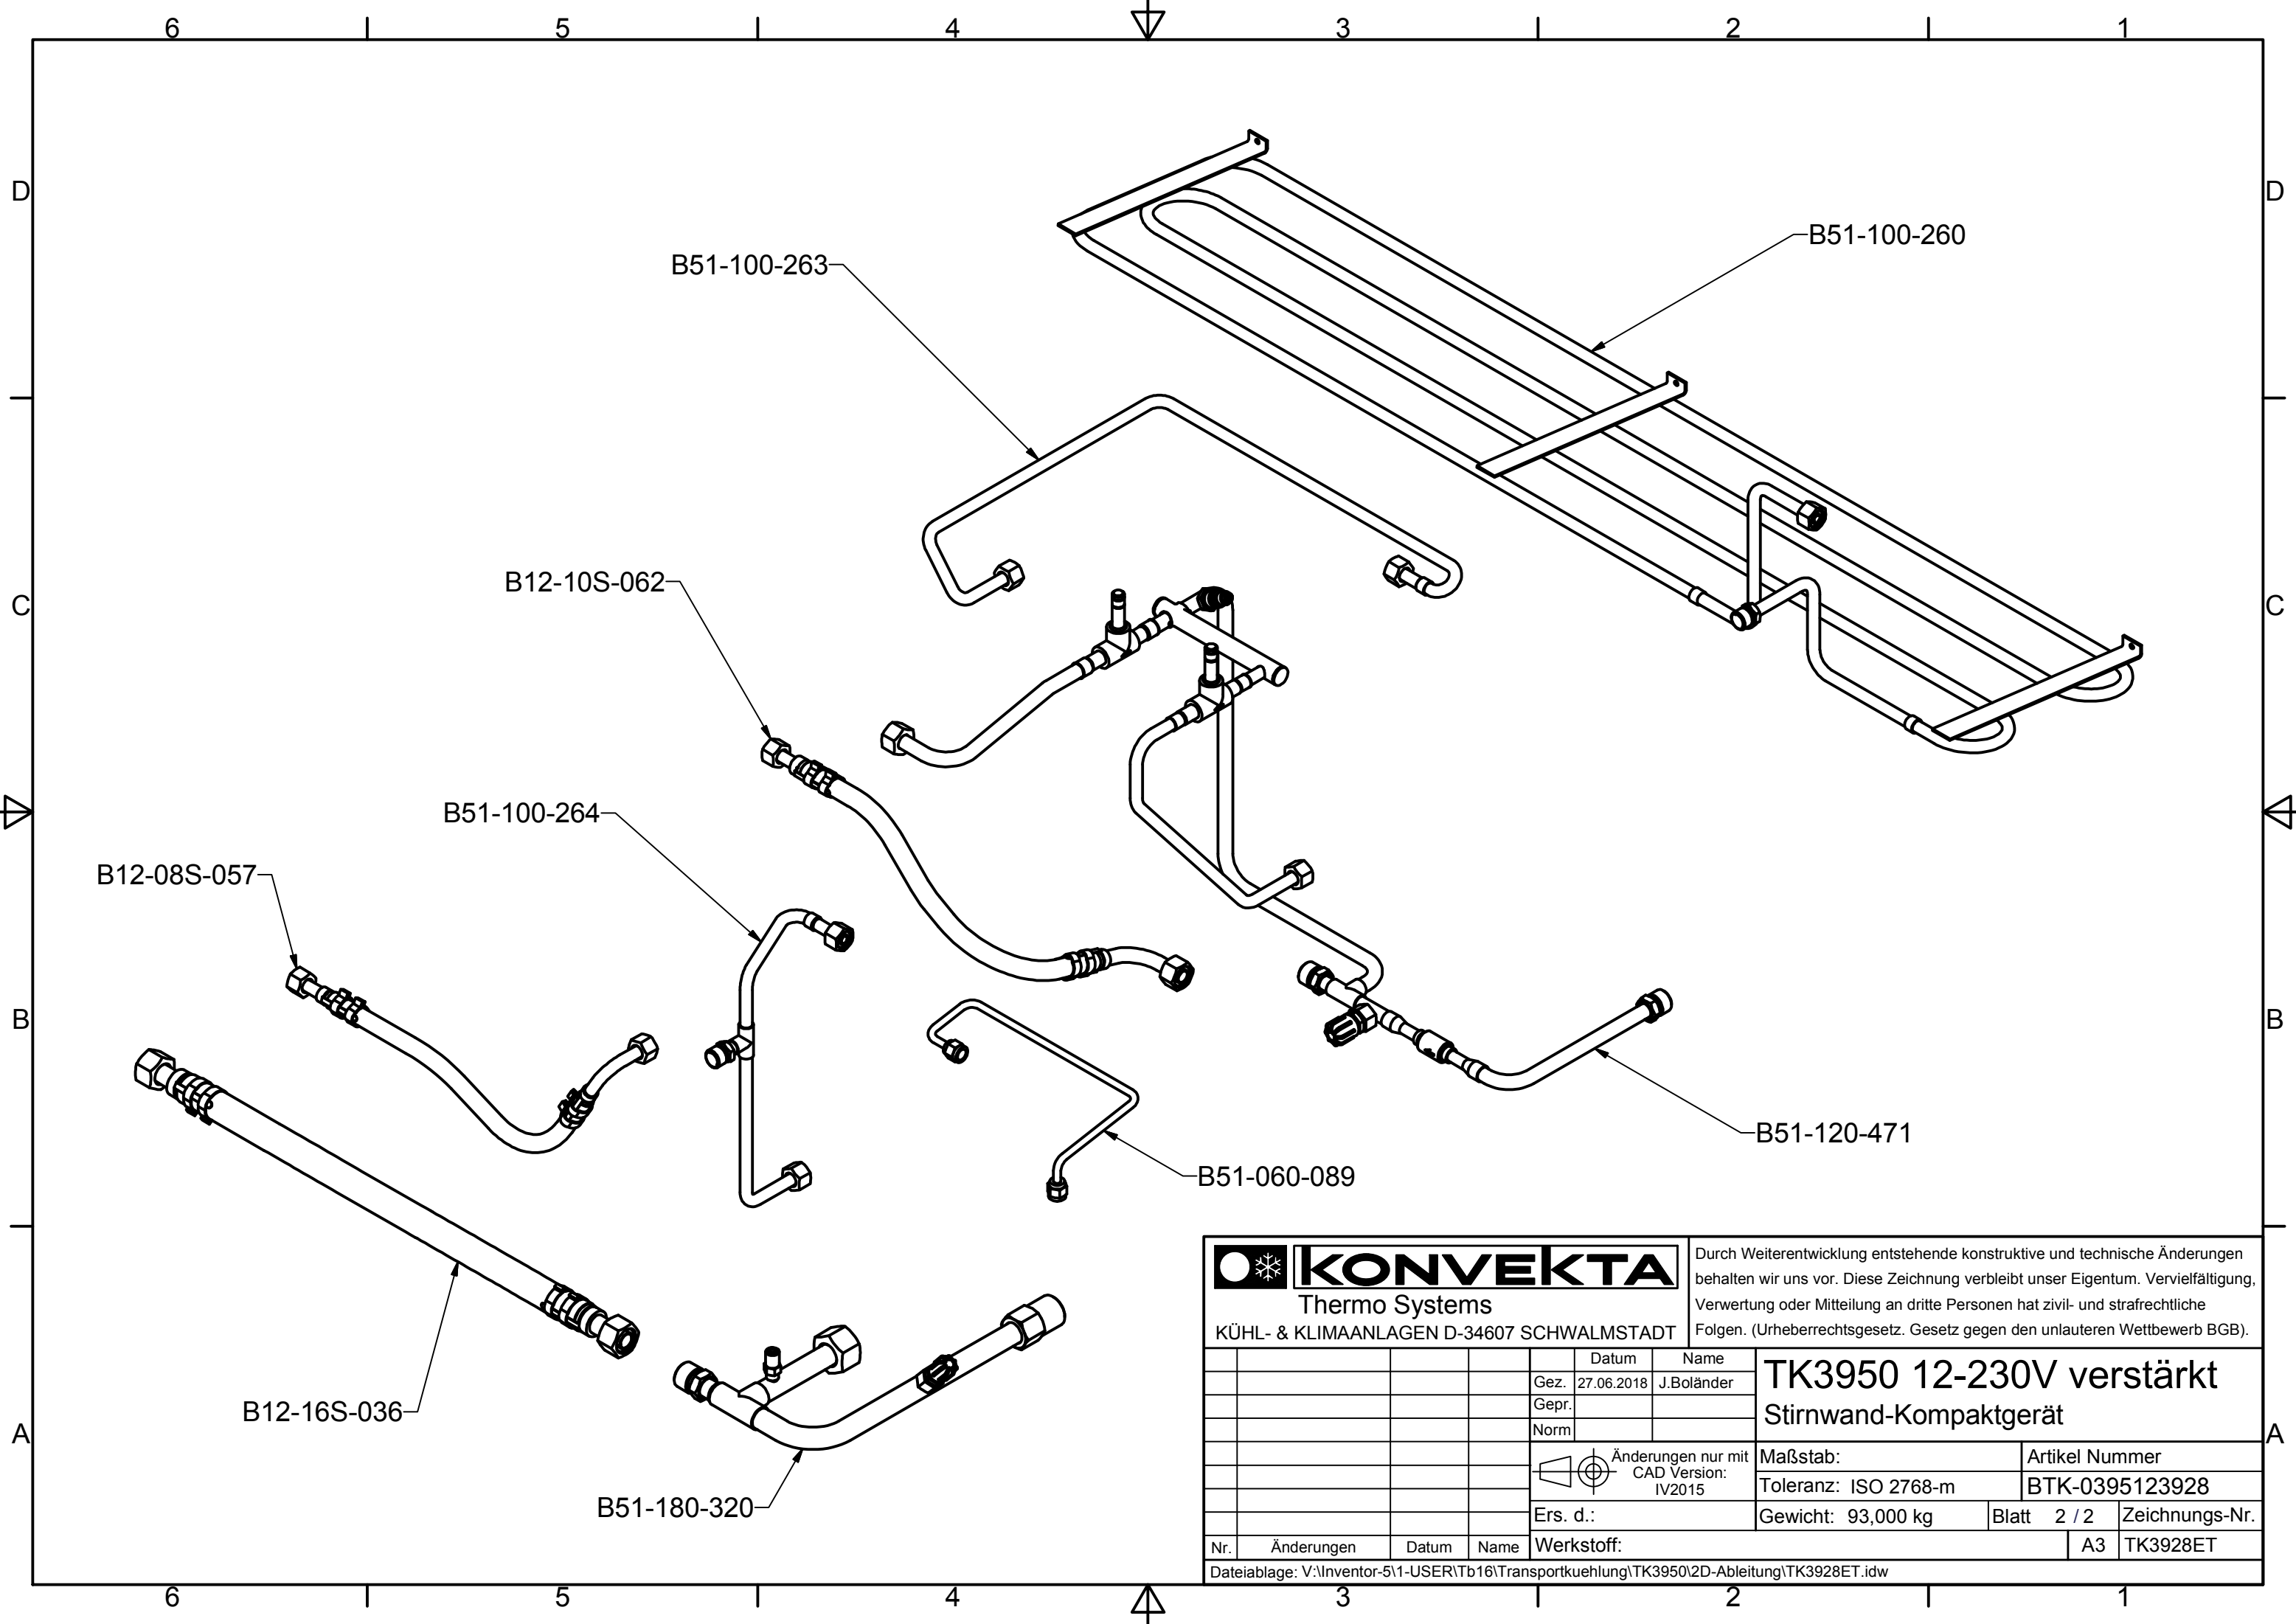 6 5 4 3 2 1
D D
B51-100-260
B51-100-263
B12-10S-062
C C
B51-100-264
B12-08S-057
B B
B51-120-471
B51-060-089
B12-16S-036
B51-180-320
A A
KONVEKTA
Thermo Systems
KÜHL- & KLIMAANLAGEN D-34607 SCHWALMSTADT
Durch Weiterentwicklung entstehende konstruktive und technische Änderungen
behalten wir uns vor. Diese Zeichnung verbleibt unser Eigentum. Vervielfältigung,
Verwertung oder Mitteilung an dritte Personen hat zivil- und strafrechtliche
Folgen. (Urheberrechtsgesetz. Gesetz gegen den unlauteren Wettbewerb BGB).
Datum Name
Gez. 27.06.2018 J.Boländer
Gepr.
Norm
TK3950 12-230V verstärkt
Stirnwand-Kompaktgerät
Änderungen nur mit
CAD Version:
IV2015
Maßstab:
Artikel Nummer
Toleranz: ISO 2768-m
BTK-0395123928
Ers. d.:
Gewicht: 93,000 kg
Blatt 2 / 2
Zeichnungs-Nr.
Nr. Änderungen Datum Name
Werkstoff:
A3 TK3928ET
Dateiablage: V:\Inventor-5\1-USER\Tb16\Transportkuehlung\TK3950\2D-Ableitung\TK3928ET.idw
6 5 4 3 2 1